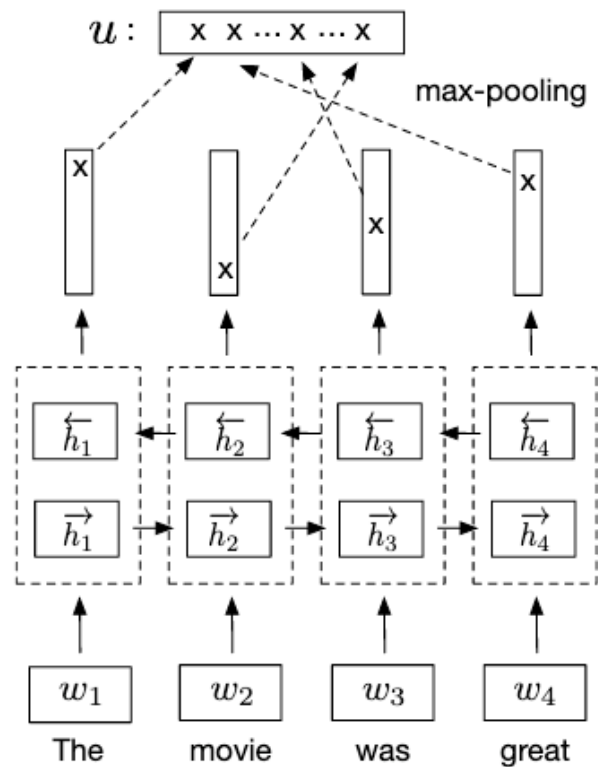 u : x x ... x ... x
max-pooling
x x x x
←h₁ ←h₂ ←h₃ ←h₄
→h₁ →h₂ →h₃ →h₄
w₁ w₂ w₃ w₄
The movie was great